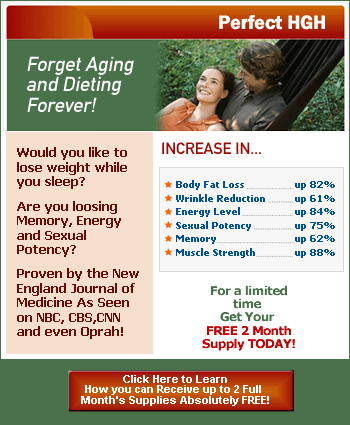 Perfect HGH
Forget Aging
and Dieting
Forever!
Would you like to
lose weight while
you sleep?
Are you loosing
Memory, Energy
and Sexual
Potency?
Proven by the New
England Journal of
Medicine As Seen
on NBC, CBS,CNN
and even Oprah!
INCREASE IN...
Body Fat Loss up 82%
Wrinkle Reduction up 61%
Energy Level up 84%
Sexual Potency up 75%
Memory up 62%
Muscle Strength up 88%
For a limited
time
Get Your
FREE 2 Month
Supply TODAY!
Click Here to Learn
How you can Receive up to 2 Full
Month's Supplies Absolutely FREE!